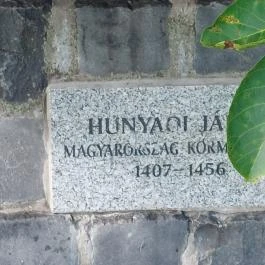 HUNYADI JÁ
MAGYARORSZÁG KORM
1407-1456